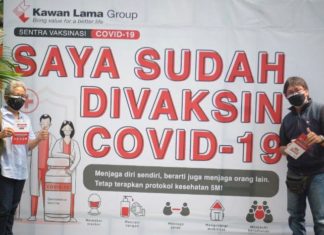 Kawan Lama Group
Bring value for a better life
SENTRA VAKSINASI COVID-19
SAYA SUDAH
DIVAKSIN
COVID-19
Menjaga diri sendiri, berarti juga menjaga orang lain.
Tetap terapkan protokol kesehatan 5M!